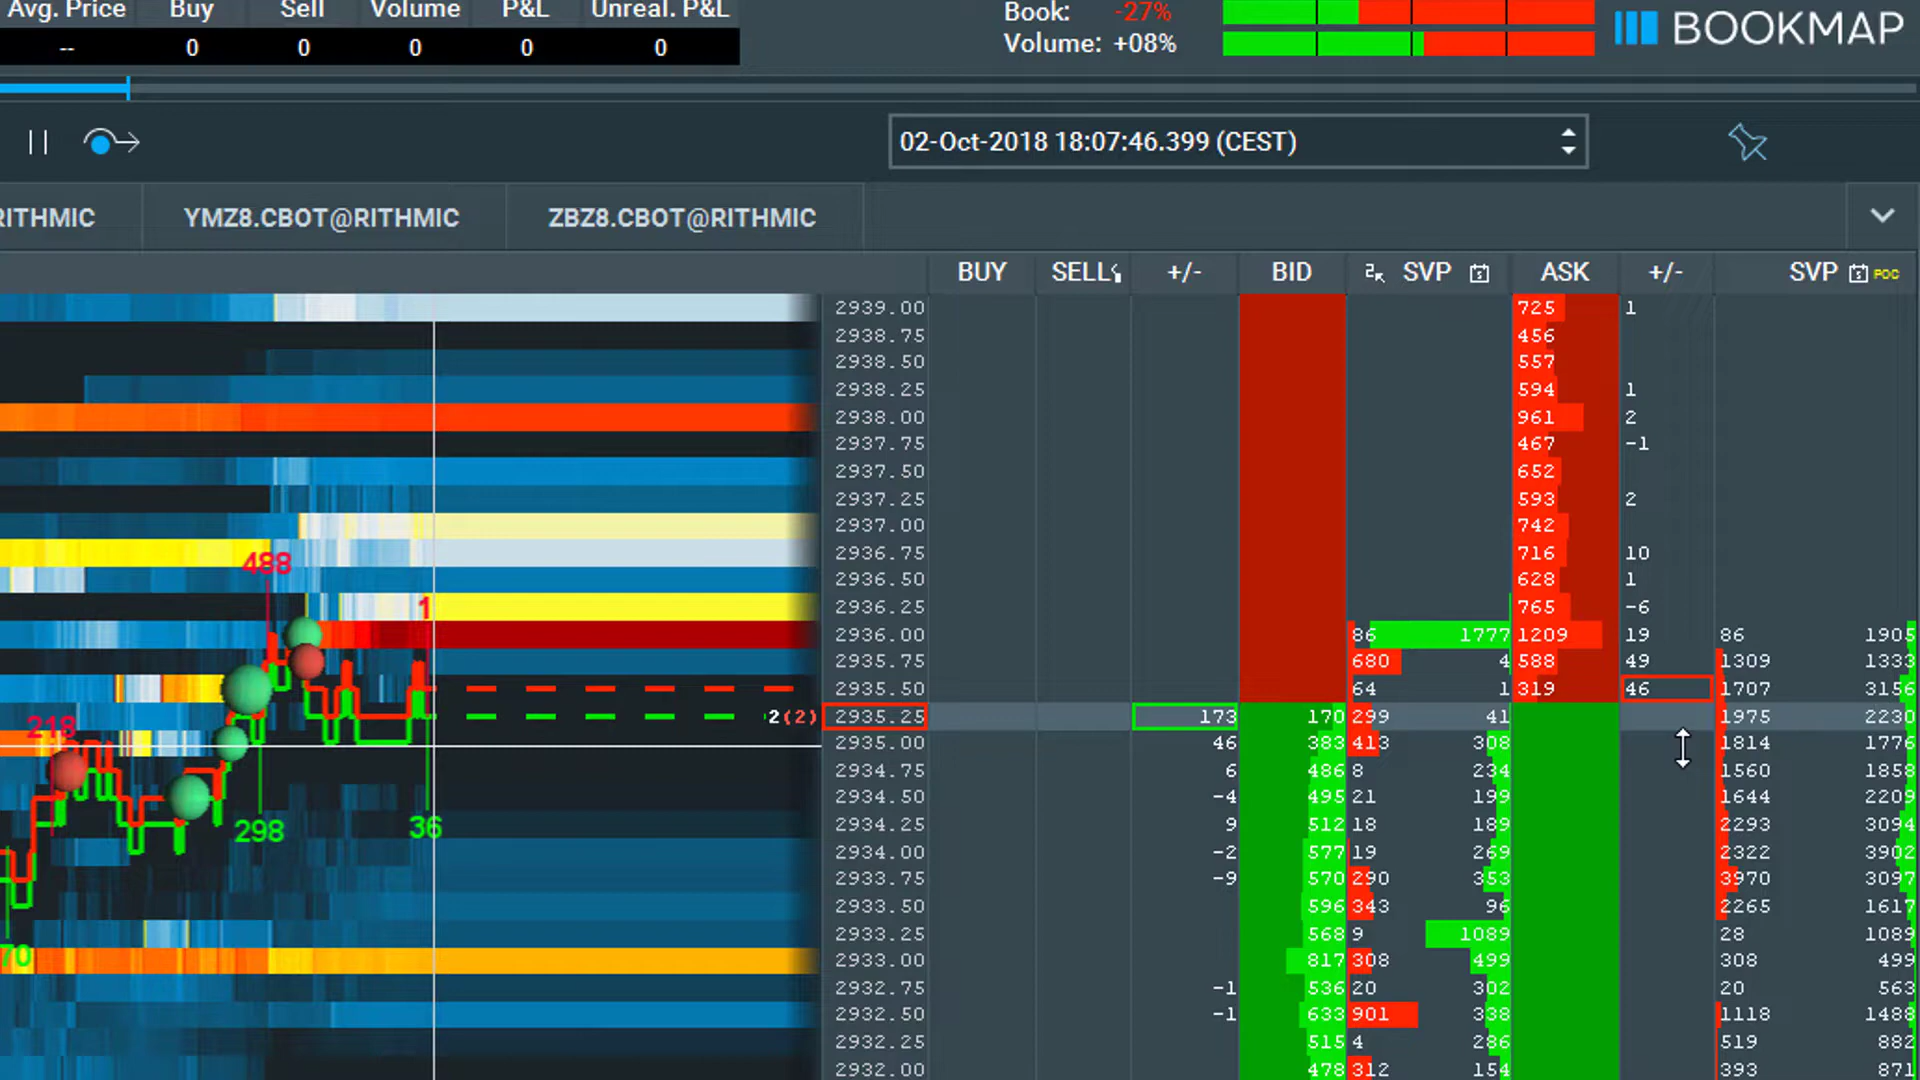 Avg. Price Buy Sell Volume P&L Unreal. P&L
-- 0 0 0 0 0
Book: -27%
Volume: +08%
BOOKMAP
02-Oct-2018 18:07:46.399 (CEST)
RITHMIC YMZ8.CBOT@RITHMIC ZBZ8.CBOT@RITHMIC
BUY SELL +/- BID SVP ASK +/- SVP POC
2939.00 725 1
2938.75 456
2938.50 557
2938.25 594 1
2938.00 961 2
2937.75 467 -1
2937.50 652
2937.25 593 2
2937.00 742
2936.75 716 10
2936.50 628 1
2936.25 765 -6
2936.00 86 1777 1209 19 86 1905
2935.75 680 4 588 49 1309 1333
2935.50 64 1 319 46 1707 3156
2(2) 2935.25 173 170 299 41 1975 2230
2935.00 46 383 413 308 1814 1776
2934.75 6 486 8 234 1560 1858
2934.50 -4 495 21 199 1644 2209
2934.25 9 512 18 189 2293 3094
2934.00 -2 577 19 269 2322 3902
2933.75 -9 570 290 353 3970 3097
2933.50 596 343 96 2265 1617
2933.25 568 9 1089 28 1089
2933.00 817 308 499 308 499
2932.75 -1 536 20 302 20 563
2932.50 -1 633 901 338 1118 1488
2932.25 515 4 286 519 882
2932.00 478 312 154 393 871
488
1
218
298
36
70